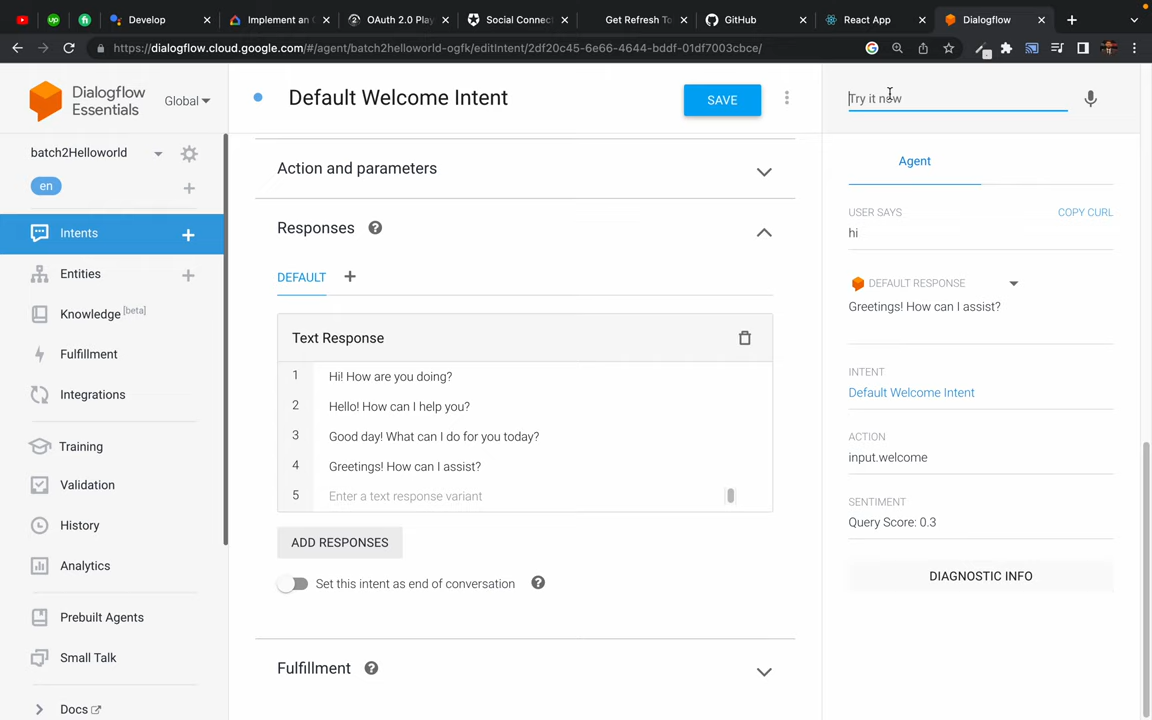 Develop
Implement an
OAuth 2.0 Play
Social Connec
Get Refresh To
GitHub
React App
Dialogflow
https://dialogflow.cloud.google.com/#/agent/batch2helloworld-ogfk/editIntent/2df20c45-6e66-4644-bddf-01df7003cbce/
Dialogflow
Essentials
Global
Default Welcome Intent
SAVE
Try it now
batch2Helloworld
en
Intents
Entities
Knowledge [beta]
Fulfillment
Integrations
Training
Validation
History
Analytics
Prebuilt Agents
Small Talk
Docs
Action and parameters
Responses
DEFAULT
Text Response
1 Hi! How are you doing?
2 Hello! How can I help you?
3 Good day! What can I do for you today?
4 Greetings! How can I assist?
5 Enter a text response variant
ADD RESPONSES
Set this intent as end of conversation
Fulfillment
Agent
USER SAYS COPY CURL
hi
DEFAULT RESPONSE
Greetings! How can I assist?
INTENT
Default Welcome Intent
ACTION
input.welcome
SENTIMENT
Query Score: 0.3
DIAGNOSTIC INFO